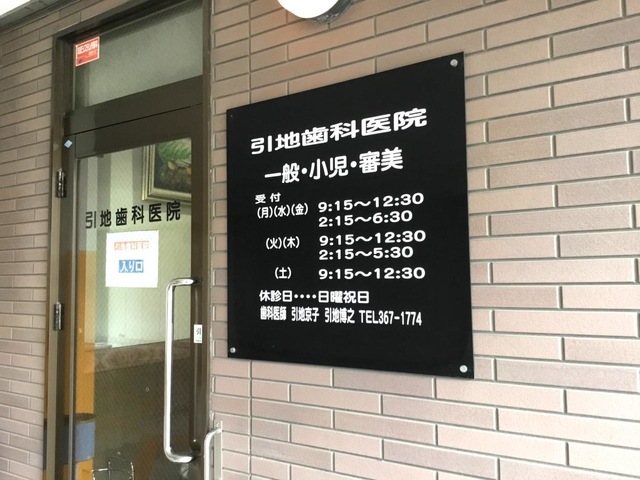 引地歯科医院
一般・小児・審美
受付
(月)(水)(金) 9:15～12:30
2:15～6:30
(火)(木) 9:15～12:30
2:15～5:30
(土) 9:15～12:30
休診日・・・・日曜祝日
歯科医師 引地京子 引地博之 TEL367-1774
引地歯科医院
入り口